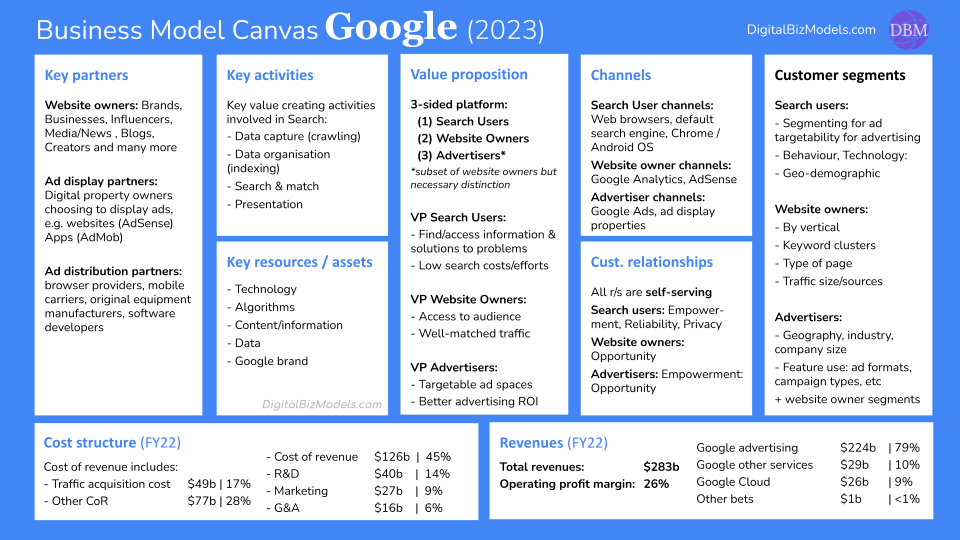 Business Model Canvas Google (2023)
DigitalBizModels.com
DBM
Key partners
Website owners: Brands,
Businesses, Influencers,
Media/News , Blogs,
Creators and many more
Ad display partners:
Digital property owners
choosing to display ads,
e.g. websites (AdSense)
Apps (AdMob)
Ad distribution partners:
browser providers, mobile
carriers, original equipment
manufacturers, software
developers
Key activities
Key value creating activities
involved in Search:
- Data capture (crawling)
- Data organisation
(indexing)
- Search & match
- Presentation
Key resources / assets
- Technology
- Algorithms
- Content/information
- Data
- Google brand
DigitalBizModels.com
Value proposition
3-sided platform:
(1) Search Users
(2) Website Owners
(3) Advertisers*
*subset of website owners but
necessary distinction
VP Search Users:
- Find/access information &
solutions to problems
- Low search costs/efforts
VP Website Owners:
- Access to audience
- Well-matched traffic
VP Advertisers:
- Targetable ad spaces
- Better advertising ROI
Channels
Search User channels:
Web browsers, default
search engine, Chrome /
Android OS
Website owner channels:
Google Analytics, AdSense
Advertiser channels:
Google Ads, ad display
properties
Cust. relationships
All r/s are self-serving
Search users: Empower-
ment, Reliability, Privacy
Website owners:
Opportunity
Advertisers: Empowerment:
Opportunity
Customer segments
Search users:
- Segmenting for ad
targetability for advertising
- Behaviour, Technology:
- Geo-demographic
Website owners:
- By vertical
- Keyword clusters
- Type of page
- Traffic size/sources
Advertisers:
- Geography, industry,
company size
- Feature use: ad formats,
campaign types, etc
+ website owner segments
Cost structure (FY22)
Cost of revenue includes:
- Traffic acquisition cost $49b | 17%
- Other CoR $77b | 28%
- Cost of revenue $126b | 45%
- R&D $40b | 14%
- Marketing $27b | 9%
- G&A $16b | 6%
Revenues (FY22)
Total revenues: $283b
Operating profit margin: 26%
Google advertising $224b | 79%
Google other services $29b | 10%
Google Cloud $26b | 9%
Other bets $1b | <1%